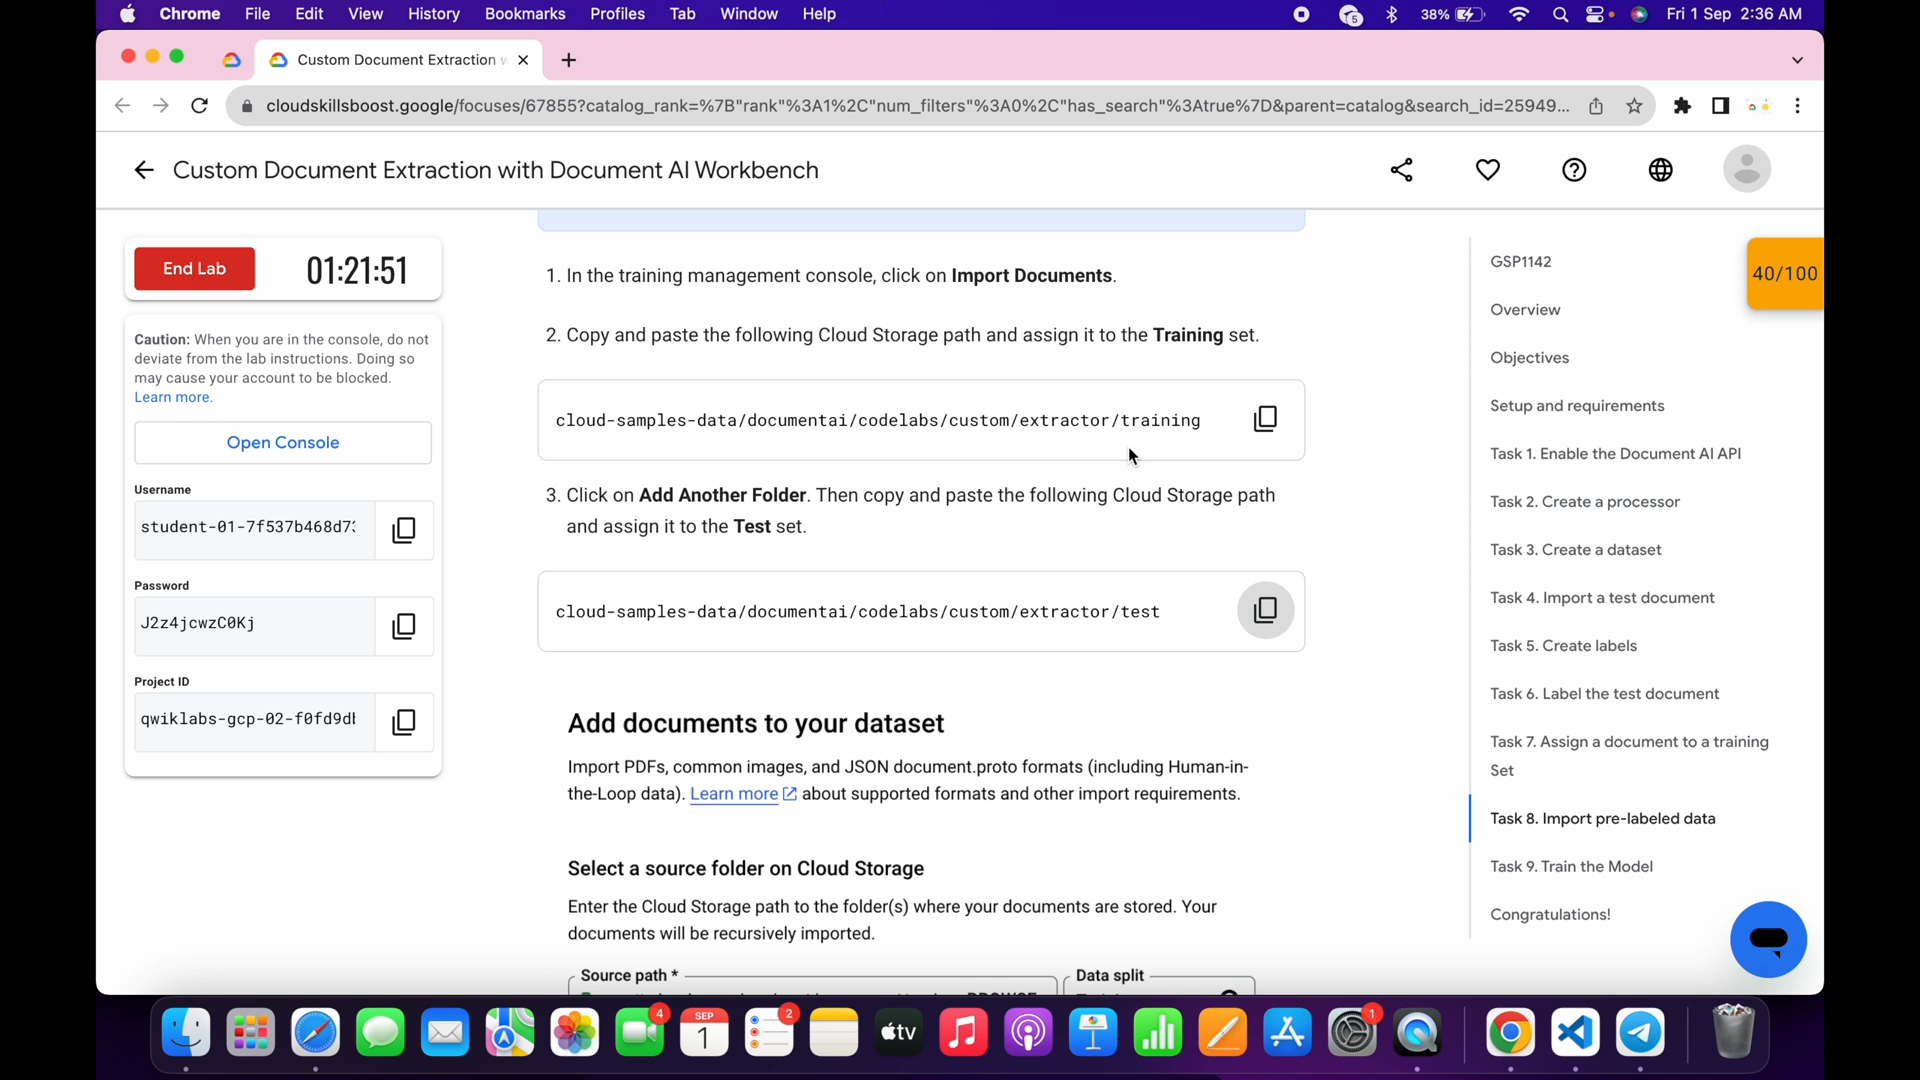 Chrome File Edit View History Bookmarks Profiles Tab Window Help 5 38% Fri 1 Sep 2:36 AM
Custom Document Extraction w
cloudskillsboost.google/focuses/67855?catalog_rank=%7B"rank"%3A1%2C"num_filters"%3A0%2C"has_search"%3Atrue%7D&parent=catalog&search_id=25949...
Custom Document Extraction with Document AI Workbench
End Lab 01:21:51
Caution: When you are in the console, do not
deviate from the lab instructions. Doing so
may cause your account to be blocked.
Learn more.
Open Console
Username
student-01-7f537b468d7
Password
J2z4jcwzC0Kj
Project ID
qwiklabs-gcp-02-f0fd9d
1. In the training management console, click on Import Documents.
2. Copy and paste the following Cloud Storage path and assign it to the Training set.
cloud-samples-data/documentai/codelabs/custom/extractor/training
3. Click on Add Another Folder. Then copy and paste the following Cloud Storage path
and assign it to the Test set.
cloud-samples-data/documentai/codelabs/custom/extractor/test
Add documents to your dataset
Import PDFs, common images, and JSON document.proto formats (including Human-in-
the-Loop data). Learn more about supported formats and other import requirements.
Select a source folder on Cloud Storage
Enter the Cloud Storage path to the folder(s) where your documents are stored. Your
documents will be recursively imported.
Source path * Data split
GSP1142
40/100
Overview
Objectives
Setup and requirements
Task 1. Enable the Document AI API
Task 2. Create a processor
Task 3. Create a dataset
Task 4. Import a test document
Task 5. Create labels
Task 6. Label the test document
Task 7. Assign a document to a training
Set
Task 8. Import pre-labeled data
Task 9. Train the Model
Congratulations!
4 SEP 1 2 tv 1